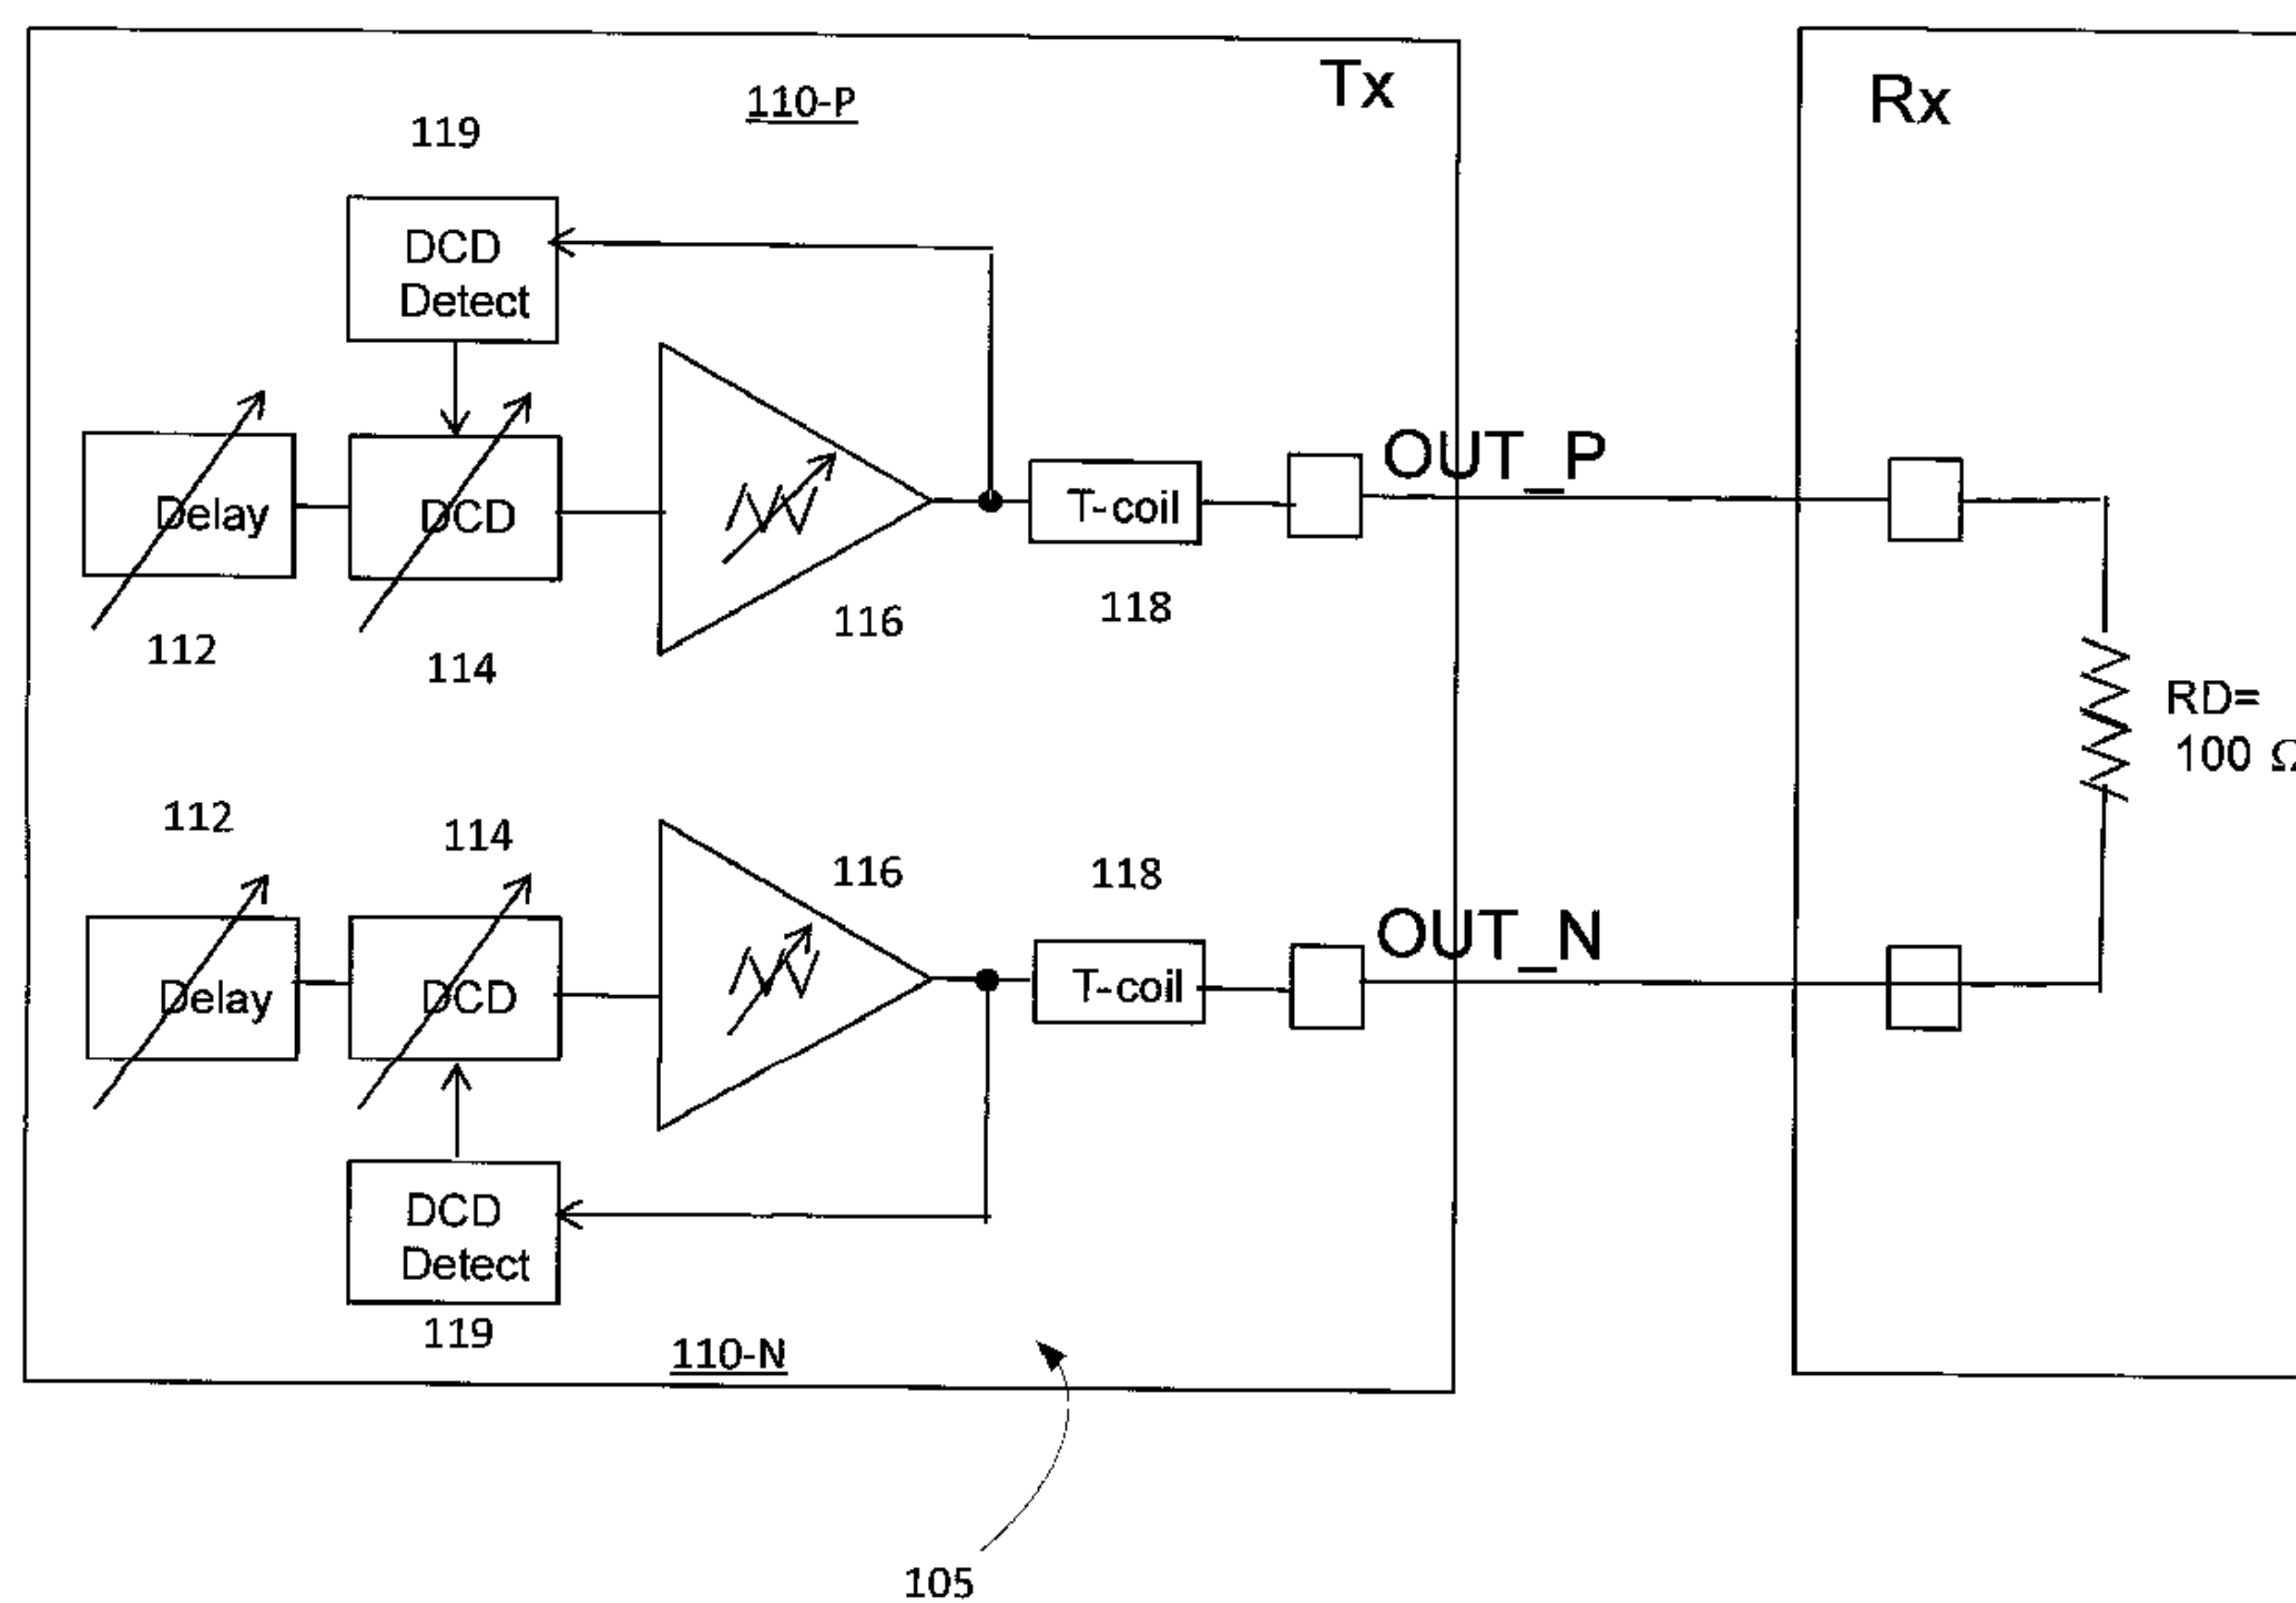 110-P
Tx
Rx
119
DCD
Detect
OUT_P
Delay
DCD
T-coil
116
118
112
114
RD=
100 Ω
112
114
116
118
OUT_N
Delay
DCD
T-coil
DCD
Detect
119
110-N
105